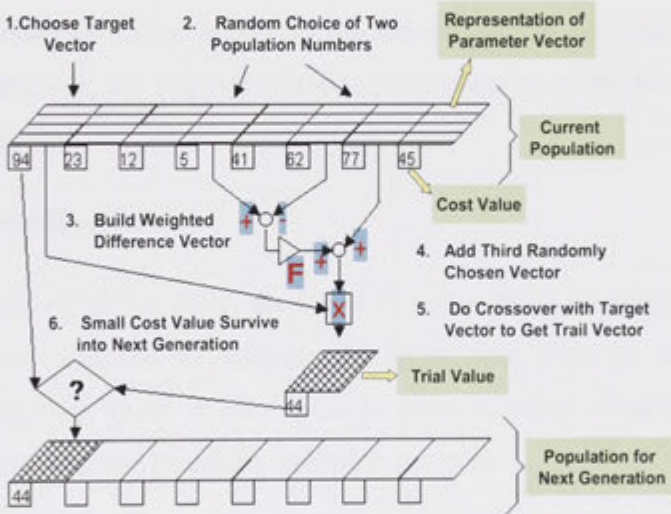 1.Choose Target
Vector
2. Random Choice of Two
Population Numbers
Representation of
Parameter Vector
94 23 12 5 41 62 77 45
Current
Population
Cost Value
3. Build Weighted
Difference Vector
+ -
F
+ +
4. Add Third Randomly
Chosen Vector
X
5. Do Crossover with Target
Vector to Get Trail Vector
6. Small Cost Value Survive
into Next Generation
?
44
Trial Value
44
Population for
Next Generation